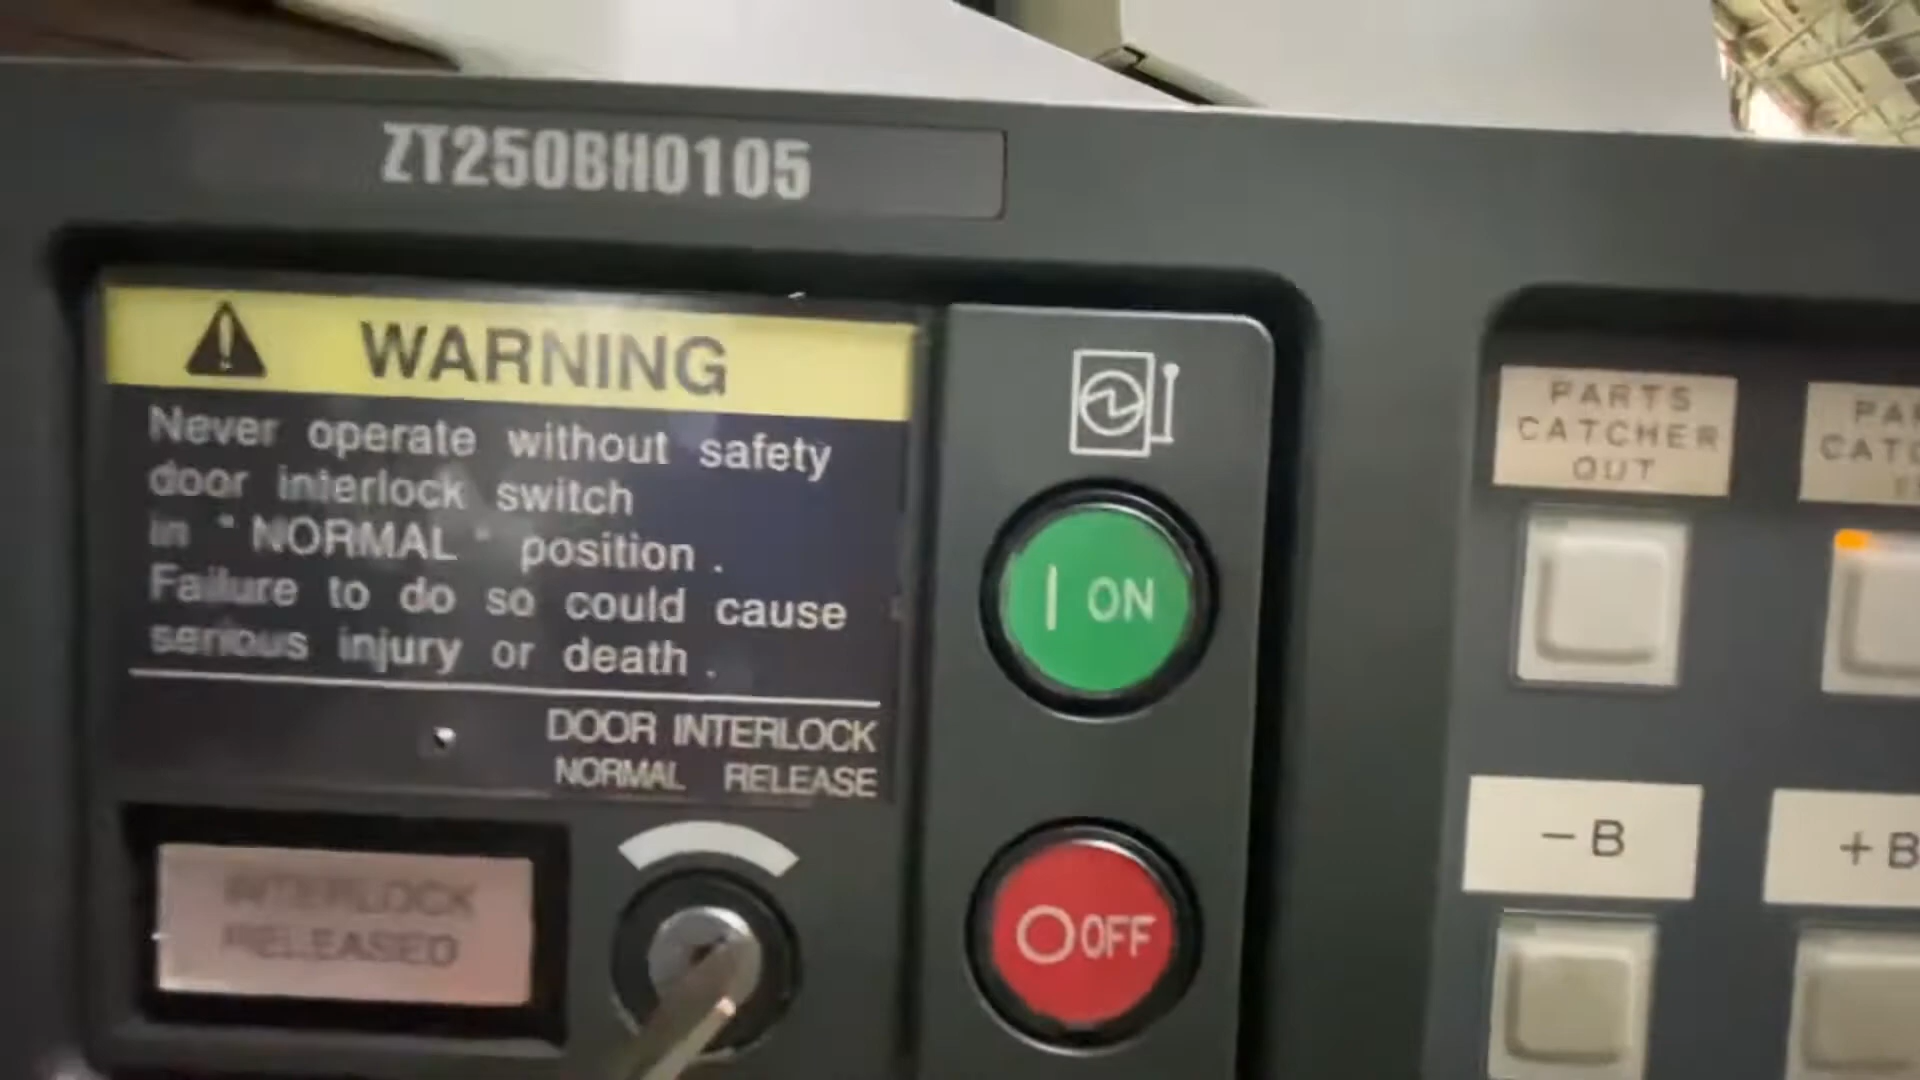 ZT250BH0105
WARNING
Never operate without safety
door interlock switch
in "NORMAL" position.
Failure to do so could cause
serious injury or death.
DOOR INTERLOCK
NORMAL RELEASE
INTERLOCK
RELEASED
I ON
O OFF
PARTS
CATCHER
OUT
- B
+ B